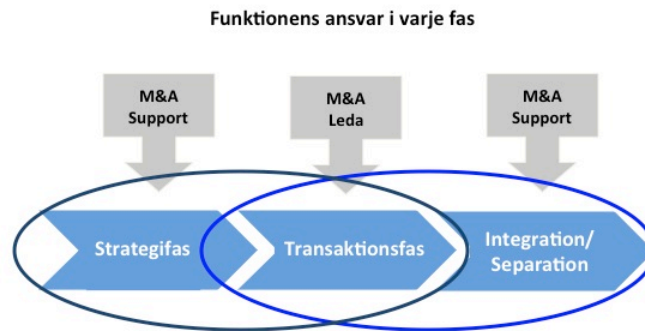 Funktionens ansvar i varje fas
M&A
Support
M&A
Leda
M&A
Support
Strategifas
Transaktionsfas
Integration/
Separation